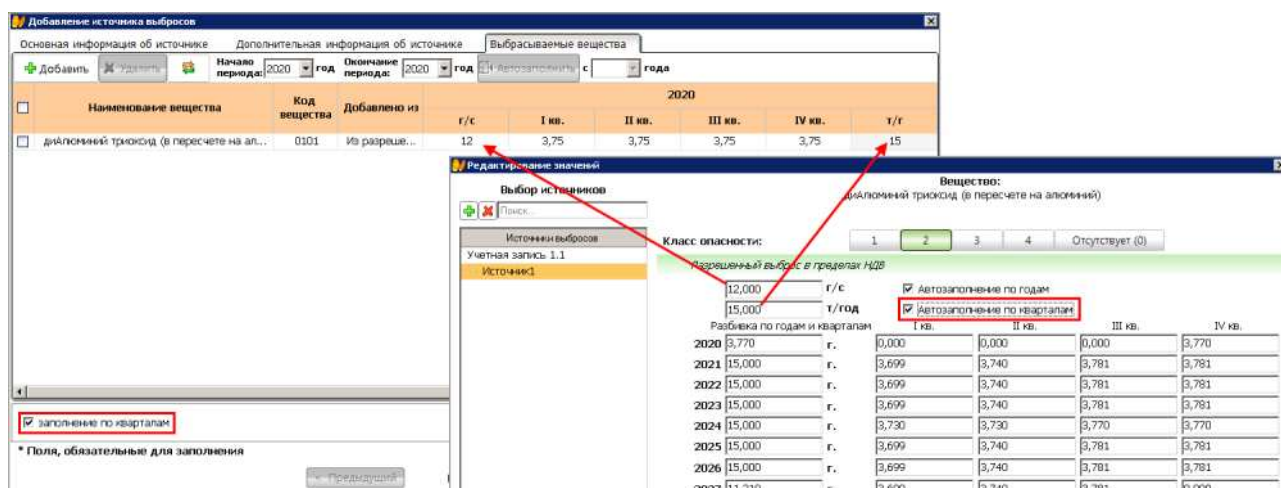 Добавление источника выбросов
Основная информация об источнике Дополнительная информация об источнике Выбрасываемые вещества
Добавить Удалить Начало периода: 2020 год Окончание периода: 2020 год Автозаполнить с года
Наименование вещества Код вещества Добавлено из 2020
г/с I кв. II кв. III кв. IV кв. т/г
диАлюминий триоксид (в пересчете на ал... 0101 Из разреше... 12 3,75 3,75 3,75 3,75 15
Редактирование значений
Выбор источников
Вещество:
диАлюминий триоксид (в пересчете на алюминий)
Поиск...
Источники выбросов
Учетная запись 1.1
Источник1
Класс опасности: 1 2 3 4 Отсутствует (0)
Разрешенный выброс в пределах НДВ
12,000 г/с Автозаполнение по годам
15,000 т/год Автозаполнение по кварталам
Разбивка по годам и кварталам I кв. II кв. III кв. IV кв.
2020 3,770 г. 0,000 0,000 0,000 3,770
2021 15,000 г. 3,699 3,740 3,781 3,781
2022 15,000 г. 3,699 3,740 3,781 3,781
2023 15,000 г. 3,699 3,740 3,781 3,781
2024 15,000 г. 3,730 3,730 3,770 3,770
2025 15,000 г. 3,699 3,740 3,781 3,781
2026 15,000 г. 3,699 3,740 3,781 3,781
заполнение по кварталам
* Поля, обязательные для заполнения
Предыдущий